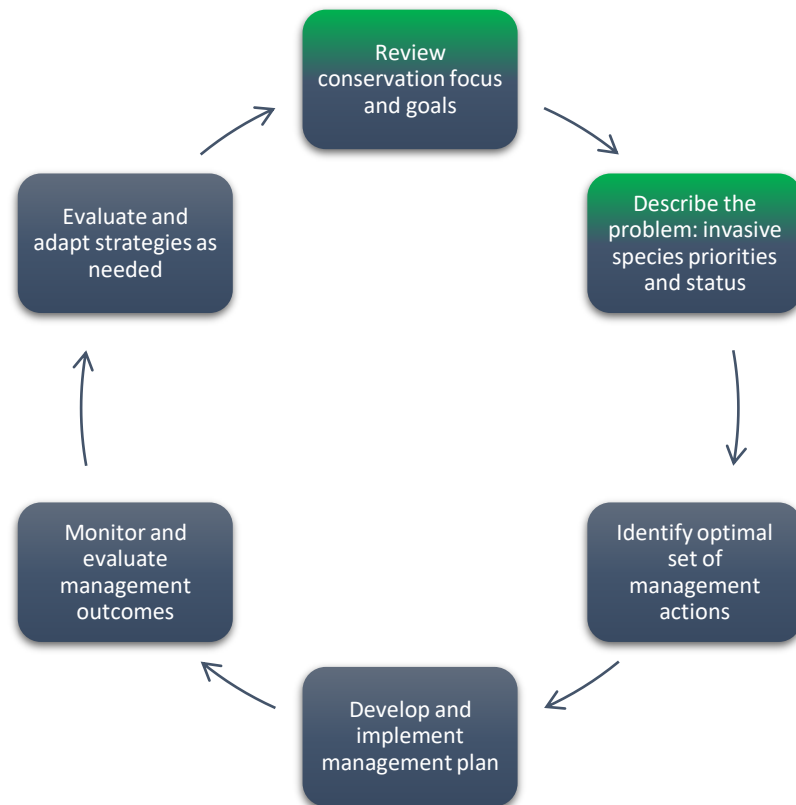 Review
conservation focus
and goals
Describe the
problem: invasive
species priorities
and status
Identify optimal
set of
management
actions
Develop and
implement
management plan
Monitor and
evaluate
management
outcomes
Evaluate and
adapt strategies as
needed